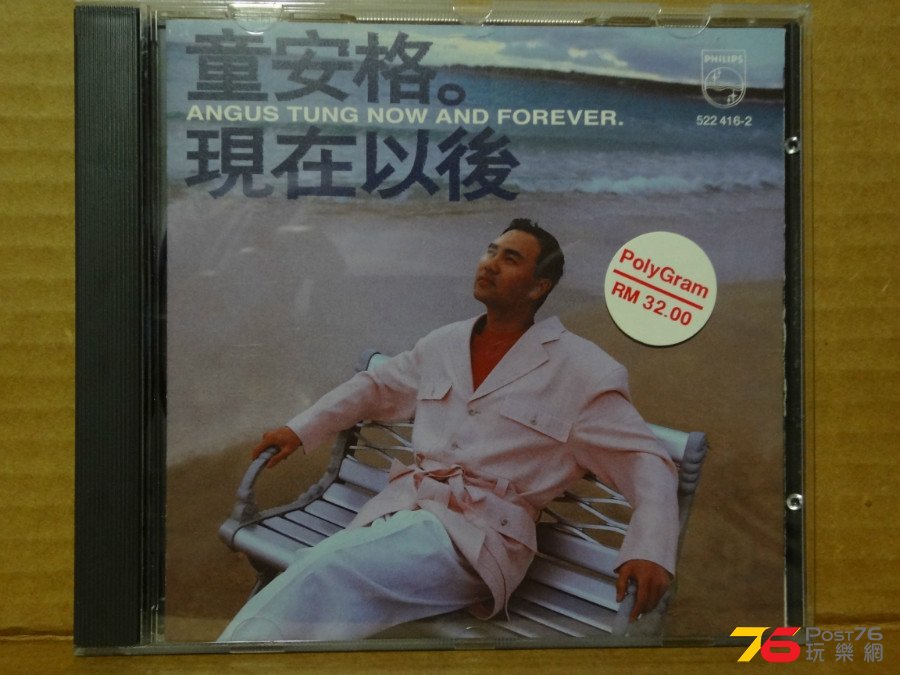 童安格。
ANGUS TUNG NOW AND FOREVER.
現在以後
PHILIPS
522 416-2
PolyGram
RM 32.00
76 POST76
玩樂網